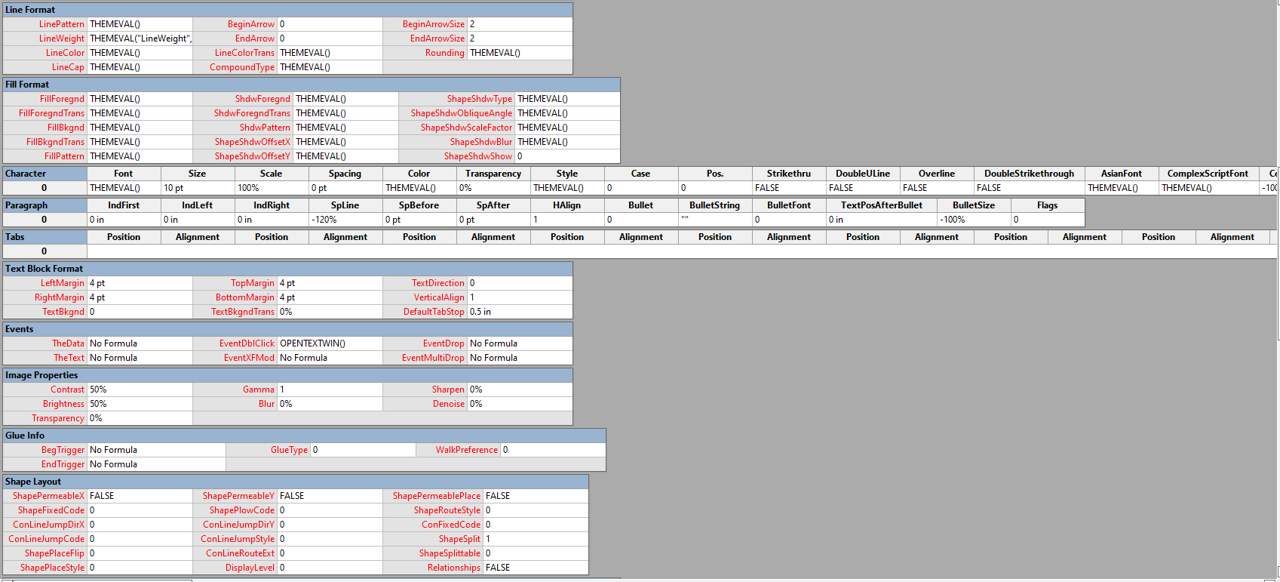 Line Format
LinePattern THEMEVAL() BeginArrow 0 BeginArrowSize 2
LineWeight THEMEVAL("LineWeight", EndArrow 0 EndArrowSize 2
LineColor THEMEVAL() LineColorTrans THEMEVAL() Rounding THEMEVAL()
LineCap THEMEVAL() CompoundType THEMEVAL()
Fill Format
FillForegnd THEMEVAL() ShdwForegnd THEMEVAL() ShapeShdwType THEMEVAL()
FillForegndTrans THEMEVAL() ShdwForegndTrans THEMEVAL() ShapeShdwObliqueAngle THEMEVAL()
FillBkgnd THEMEVAL() ShdwPattern THEMEVAL() ShapeShdwScaleFactor THEMEVAL()
FillBkgndTrans THEMEVAL() ShapeShdwOffsetX THEMEVAL() ShapeShdwBlur THEMEVAL()
FillPattern THEMEVAL() ShapeShdwOffsetY THEMEVAL() ShapeShdwShow 0
Character Font Size Scale Spacing Color Transparency Style Case Pos. Strikethru DoubleULine Overline DoubleStrikethrough AsianFont ComplexScriptFont
0 THEMEVAL() 10 pt 100% 0 pt THEMEVAL() 0% THEMEVAL() 0 0 FALSE FALSE FALSE FALSE THEMEVAL() THEMEVAL() -100
Paragraph IndFirst IndLeft IndRight SpLine SpBefore SpAfter HAlign Bullet BulletString BulletFont TextPosAfterBullet BulletSize Flags
0 0 in 0 in 0 in -120% 0 pt 0 pt 1 0 "" 0 0 in -100% 0
Tabs Position Alignment Position Alignment Position Alignment Position Alignment Position Alignment Position Alignment Position Alignment Position Alignment
0
Text Block Format
LeftMargin 4 pt TopMargin 4 pt TextDirection 0
RightMargin 4 pt BottomMargin 4 pt VerticalAlign 1
TextBkgnd 0 TextBkgndTrans 0% DefaultTabStop 0.5 in
Events
TheData No Formula EventDblClick OPENTEXTWIN() EventDrop No Formula
TheText No Formula EventXFMod No Formula EventMultiDrop No Formula
Image Properties
Contrast 50% Gamma 1 Sharpen 0%
Brightness 50% Blur 0% Denoise 0%
Transparency 0%
Glue Info
BegTrigger No Formula GlueType 0 WalkPreference 0
EndTrigger No Formula
Shape Layout
ShapePermeableX FALSE ShapePermeableY FALSE ShapePermeablePlace FALSE
ShapeFixedCode 0 ShapePlowCode 0 ShapeRouteStyle 0
ConLineJumpDirX 0 ConLineJumpDirY 0 ConFixedCode 0
ConLineJumpCode 0 ConLineJumpStyle 0 ShapeSplit 1
ShapePlaceFlip 0 ConLineRouteExt 0 ShapeSplittable 0
ShapePlaceStyle 0 DisplayLevel 0 Relationships FALSE